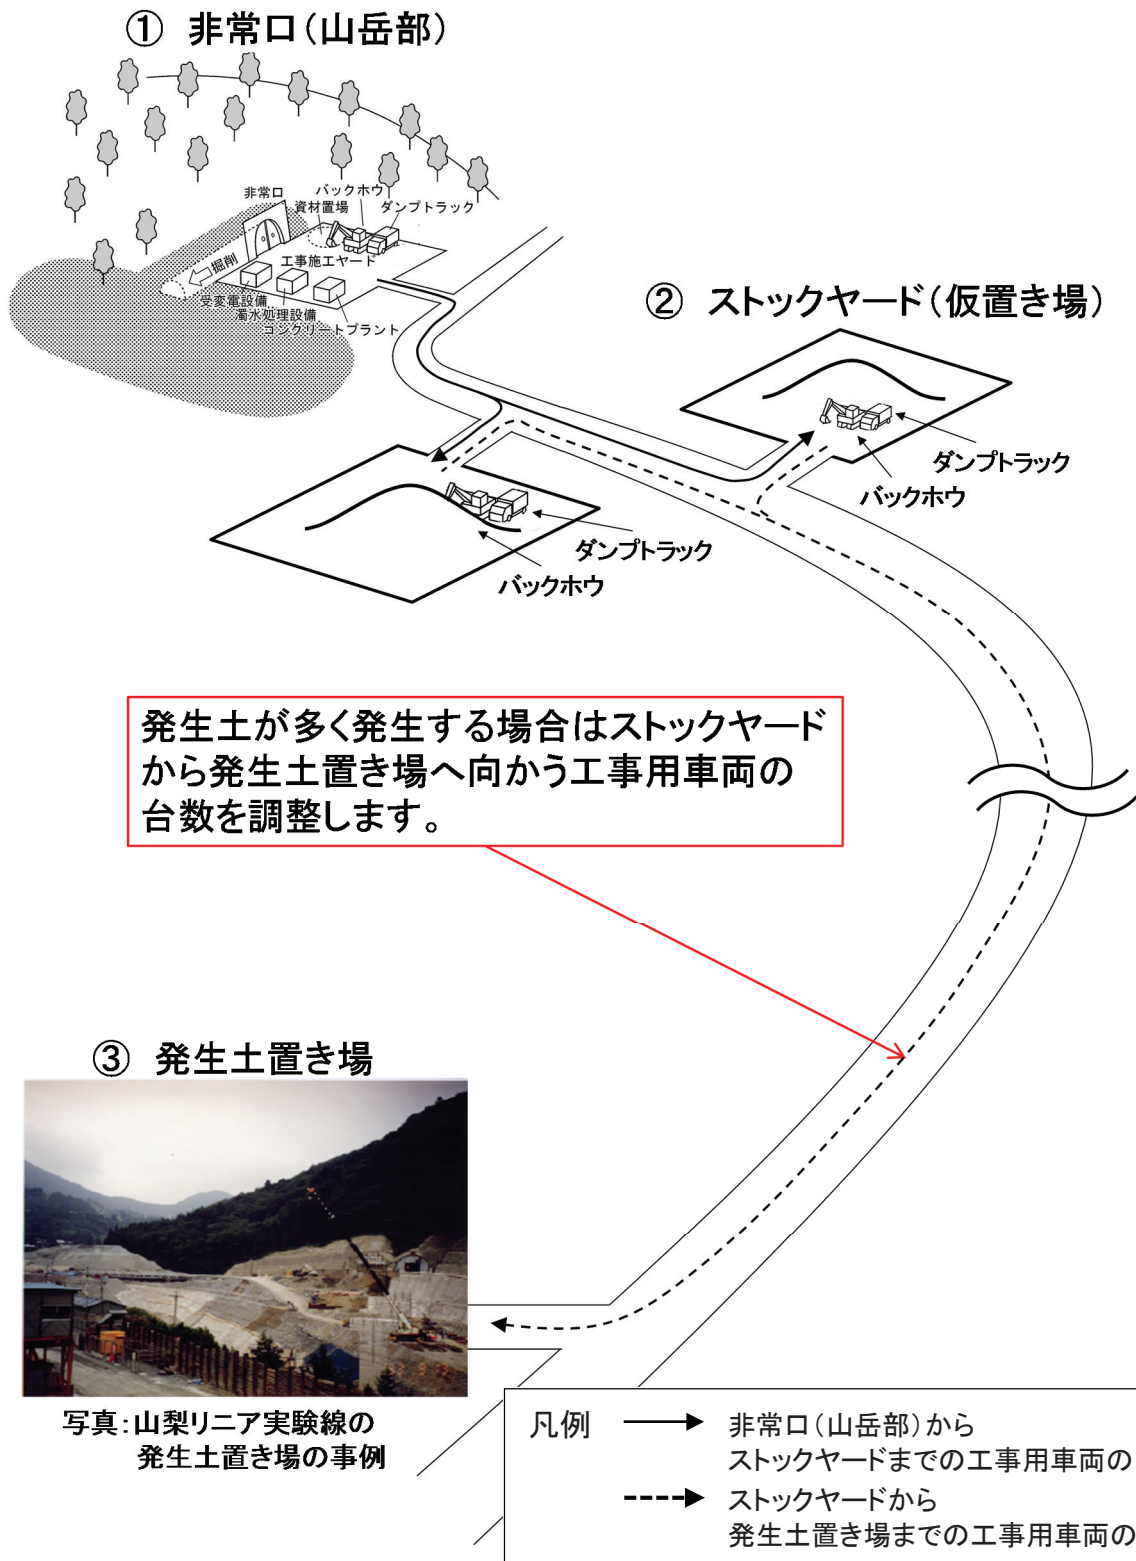 ① 非常口（山岳部）
非常口
バックホウ
資材置場
ダンプトラック
掘削
工事施工ヤード
受変電設備
濁水処理設備
コンクリートプラント
② ストックヤード（仮置き場）
ダンプトラック
バックホウ
ダンプトラック
バックホウ
発生土が多く発生する場合はストックヤード
から発生土置き場へ向かう工事用車両の
台数を調整します。
③ 発生土置き場
写真：山梨リニア実験線の
発生土置き場の事例
凡例
非常口（山岳部）から
ストックヤードまでの工事用車両の
ストックヤードから
発生土置き場までの工事用車両の